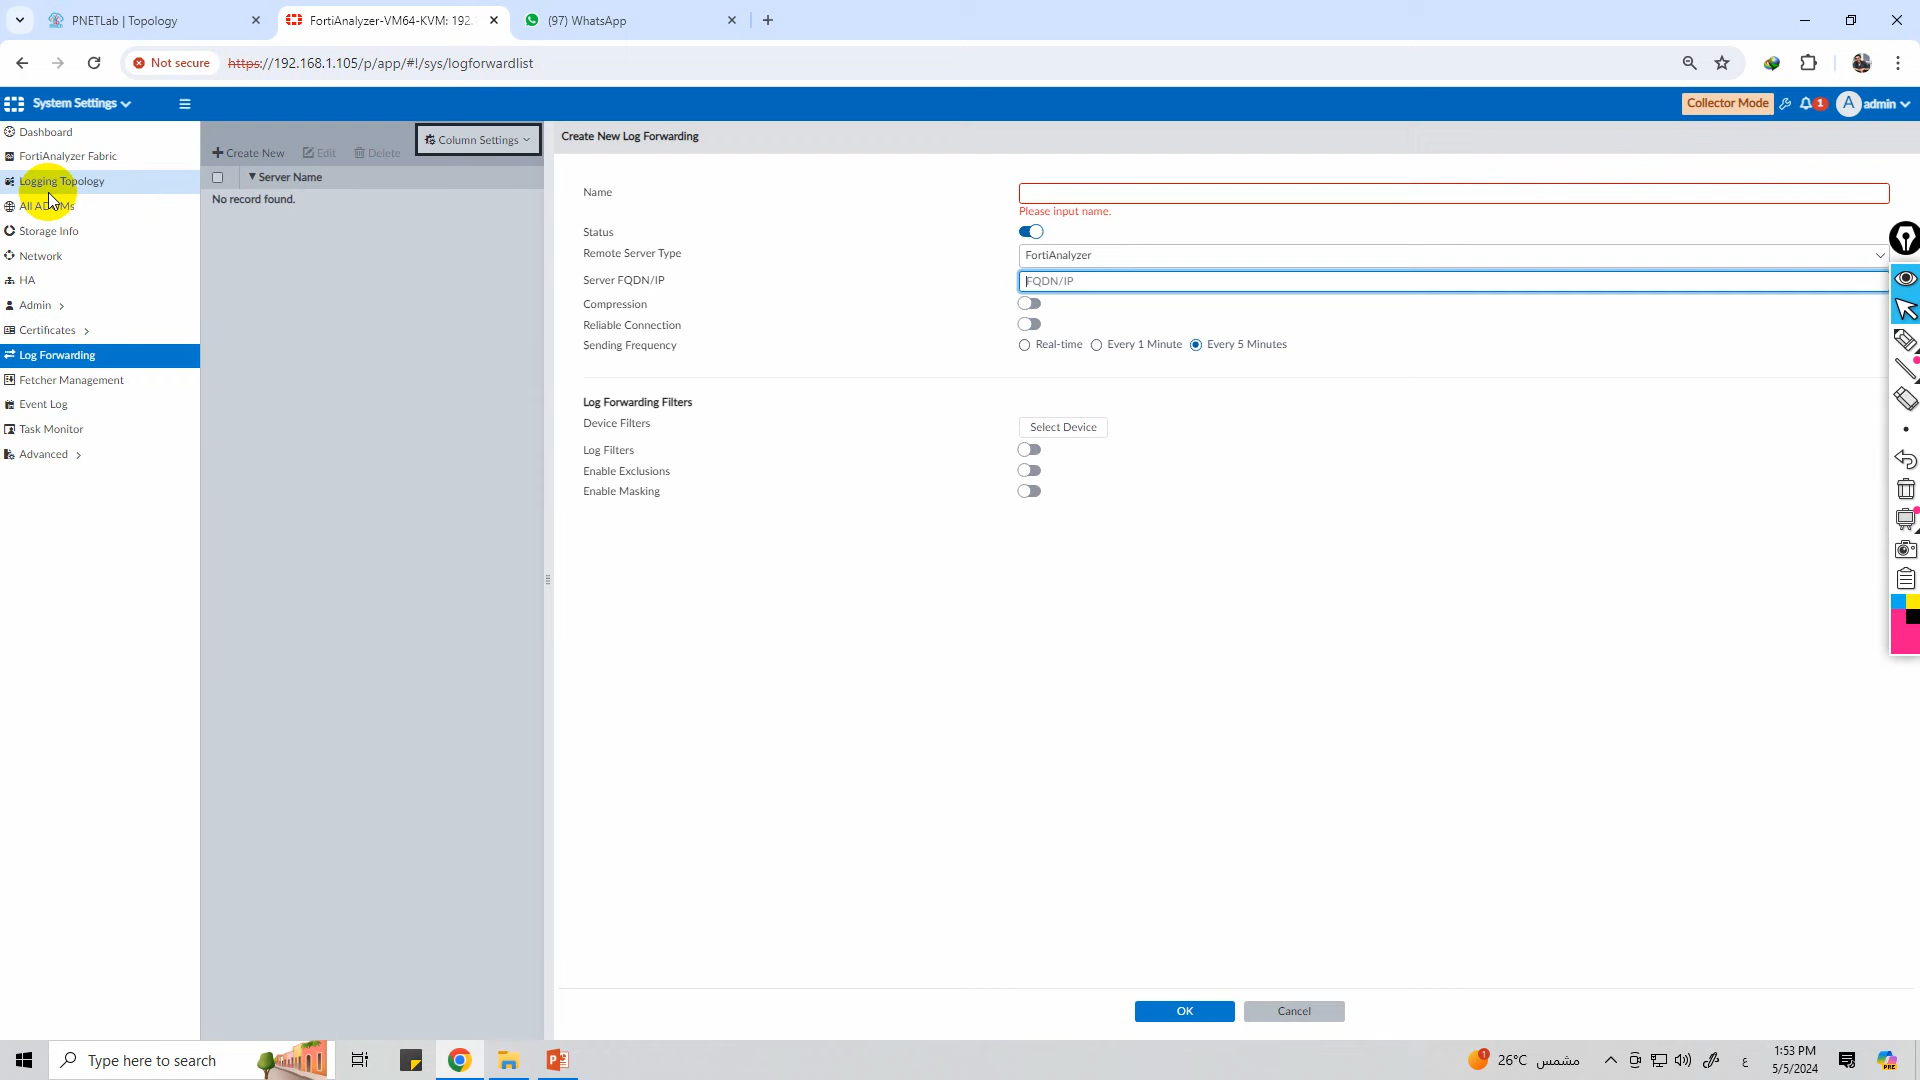 PNETLab | Topology
FortiAnalyzer-VM64-KVM: 192.
(97) WhatsApp
Not secure
https://192.168.1.105/p/app/#!/sys/logforwardlist
System Settings
Collector Mode
1
A
admin
Dashboard
FortiAnalyzer Fabric
Logging Topology
All ADOMs
Storage Info
Network
HA
Admin
Certificates
Log Forwarding
Fetcher Management
Event Log
Task Monitor
Advanced
Column Settings
Create New
Edit
Delete
Server Name
No record found.
Create New Log Forwarding
Name
Please input name.
Status
Remote Server Type
FortiAnalyzer
Server FQDN/IP
FQDN/IP
Compression
Reliable Connection
Sending Frequency
Real-time
Every 1 Minute
Every 5 Minutes
Log Forwarding Filters
Device Filters
Select Device
Log Filters
Enable Exclusions
Enable Masking
OK
Cancel
Type here to search
1
26°C
مشمس
ع
1:53 PM
5/5/2024
PRE